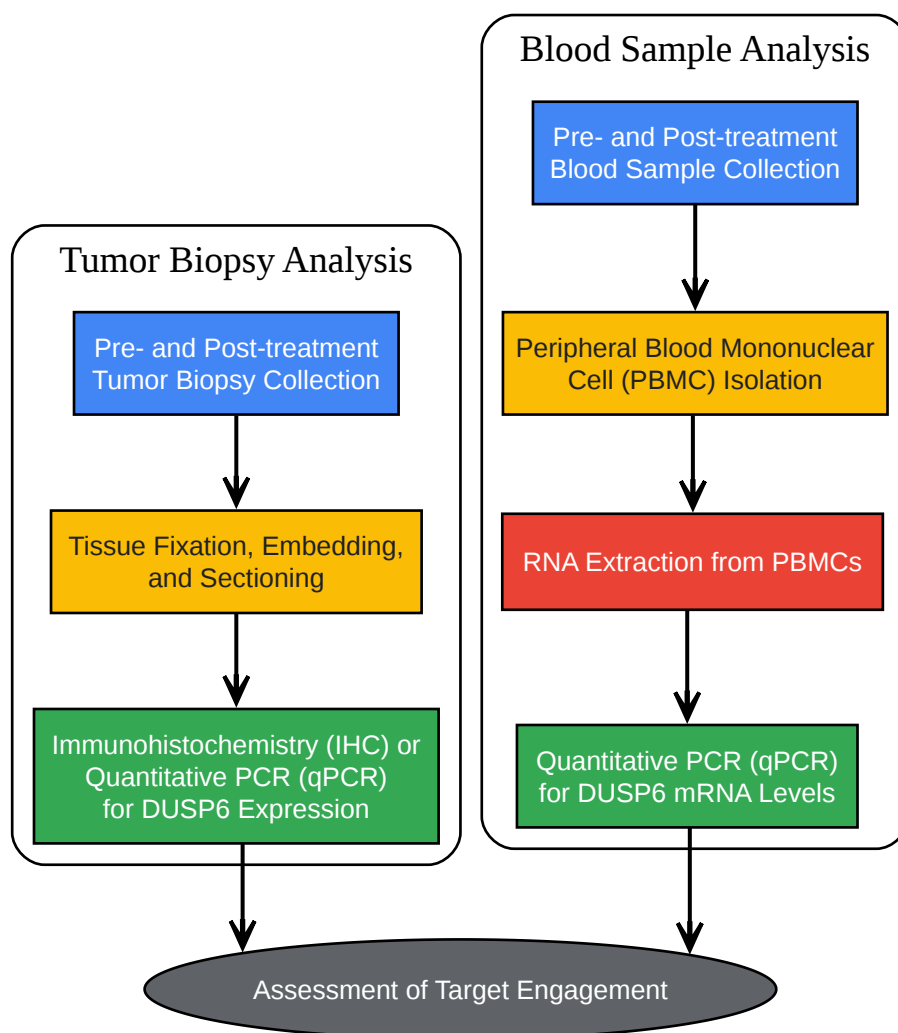 Tumor Biopsy Analysis
Pre- and Post-treatment
Tumor Biopsy Collection
Tissue Fixation, Embedding,
and Sectioning
Immunohistochemistry (IHC) or
Quantitative PCR (qPCR)
for DUSP6 Expression
Blood Sample Analysis
Pre- and Post-treatment
Blood Sample Collection
Peripheral Blood Mononuclear
Cell (PBMC) Isolation
RNA Extraction from PBMCs
Quantitative PCR (qPCR)
for DUSP6 mRNA Levels
Assessment of Target Engagement